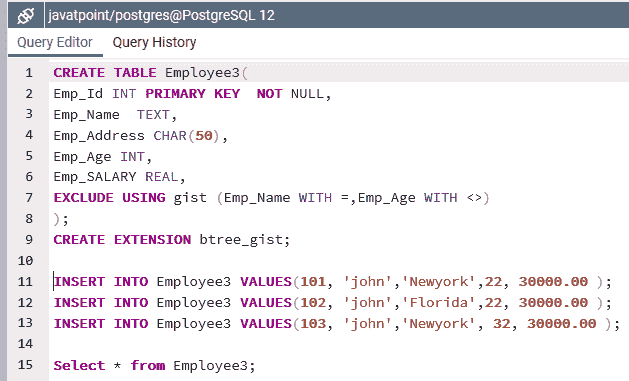 javatpoint/postgres@PostgreSQL 12
Query Editor Query History
1 CREATE TABLE Employee3(
2 Emp_Id INT PRIMARY KEY  NOT NULL,
3 Emp_Name  TEXT,
4 Emp_Address CHAR(50),
5 Emp_Age INT,
6 Emp_SALARY REAL,
7 EXCLUDE USING gist (Emp_Name WITH =,Emp_Age WITH <>)
8 );
9 CREATE EXTENSION btree_gist;
10
11 INSERT INTO Employee3 VALUES(101, 'john','Newyork',22, 30000.00 );
12 INSERT INTO Employee3 VALUES(102, 'john','Florida',22, 30000.00 );
13 INSERT INTO Employee3 VALUES(103, 'john','Newyork', 32, 30000.00 );
14
15 Select * from Employee3;